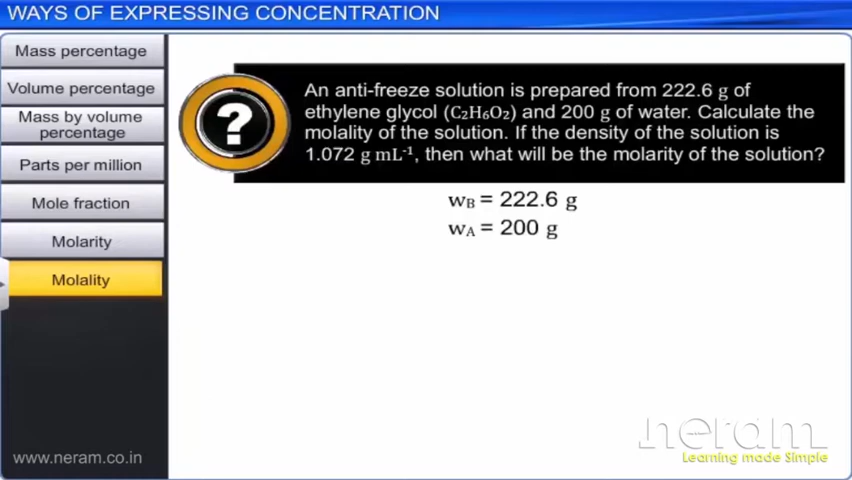 WAYS OF EXPRESSING CONCENTRATION
Mass percentage
Volume percentage
Mass by volume
percentage
Parts per million
Mole fraction
Molarity
Molality
www.neram.co.in
?
An anti-freeze solution is prepared from 222.6 g of
ethylene glycol (C₂H₆O₂) and 200 g of water. Calculate the
molality of the solution. If the density of the solution is
1.072 g mL⁻¹, then what will be the molarity of the solution?
wB = 222.6 g
wA = 200 g
neram
Learning made Simple